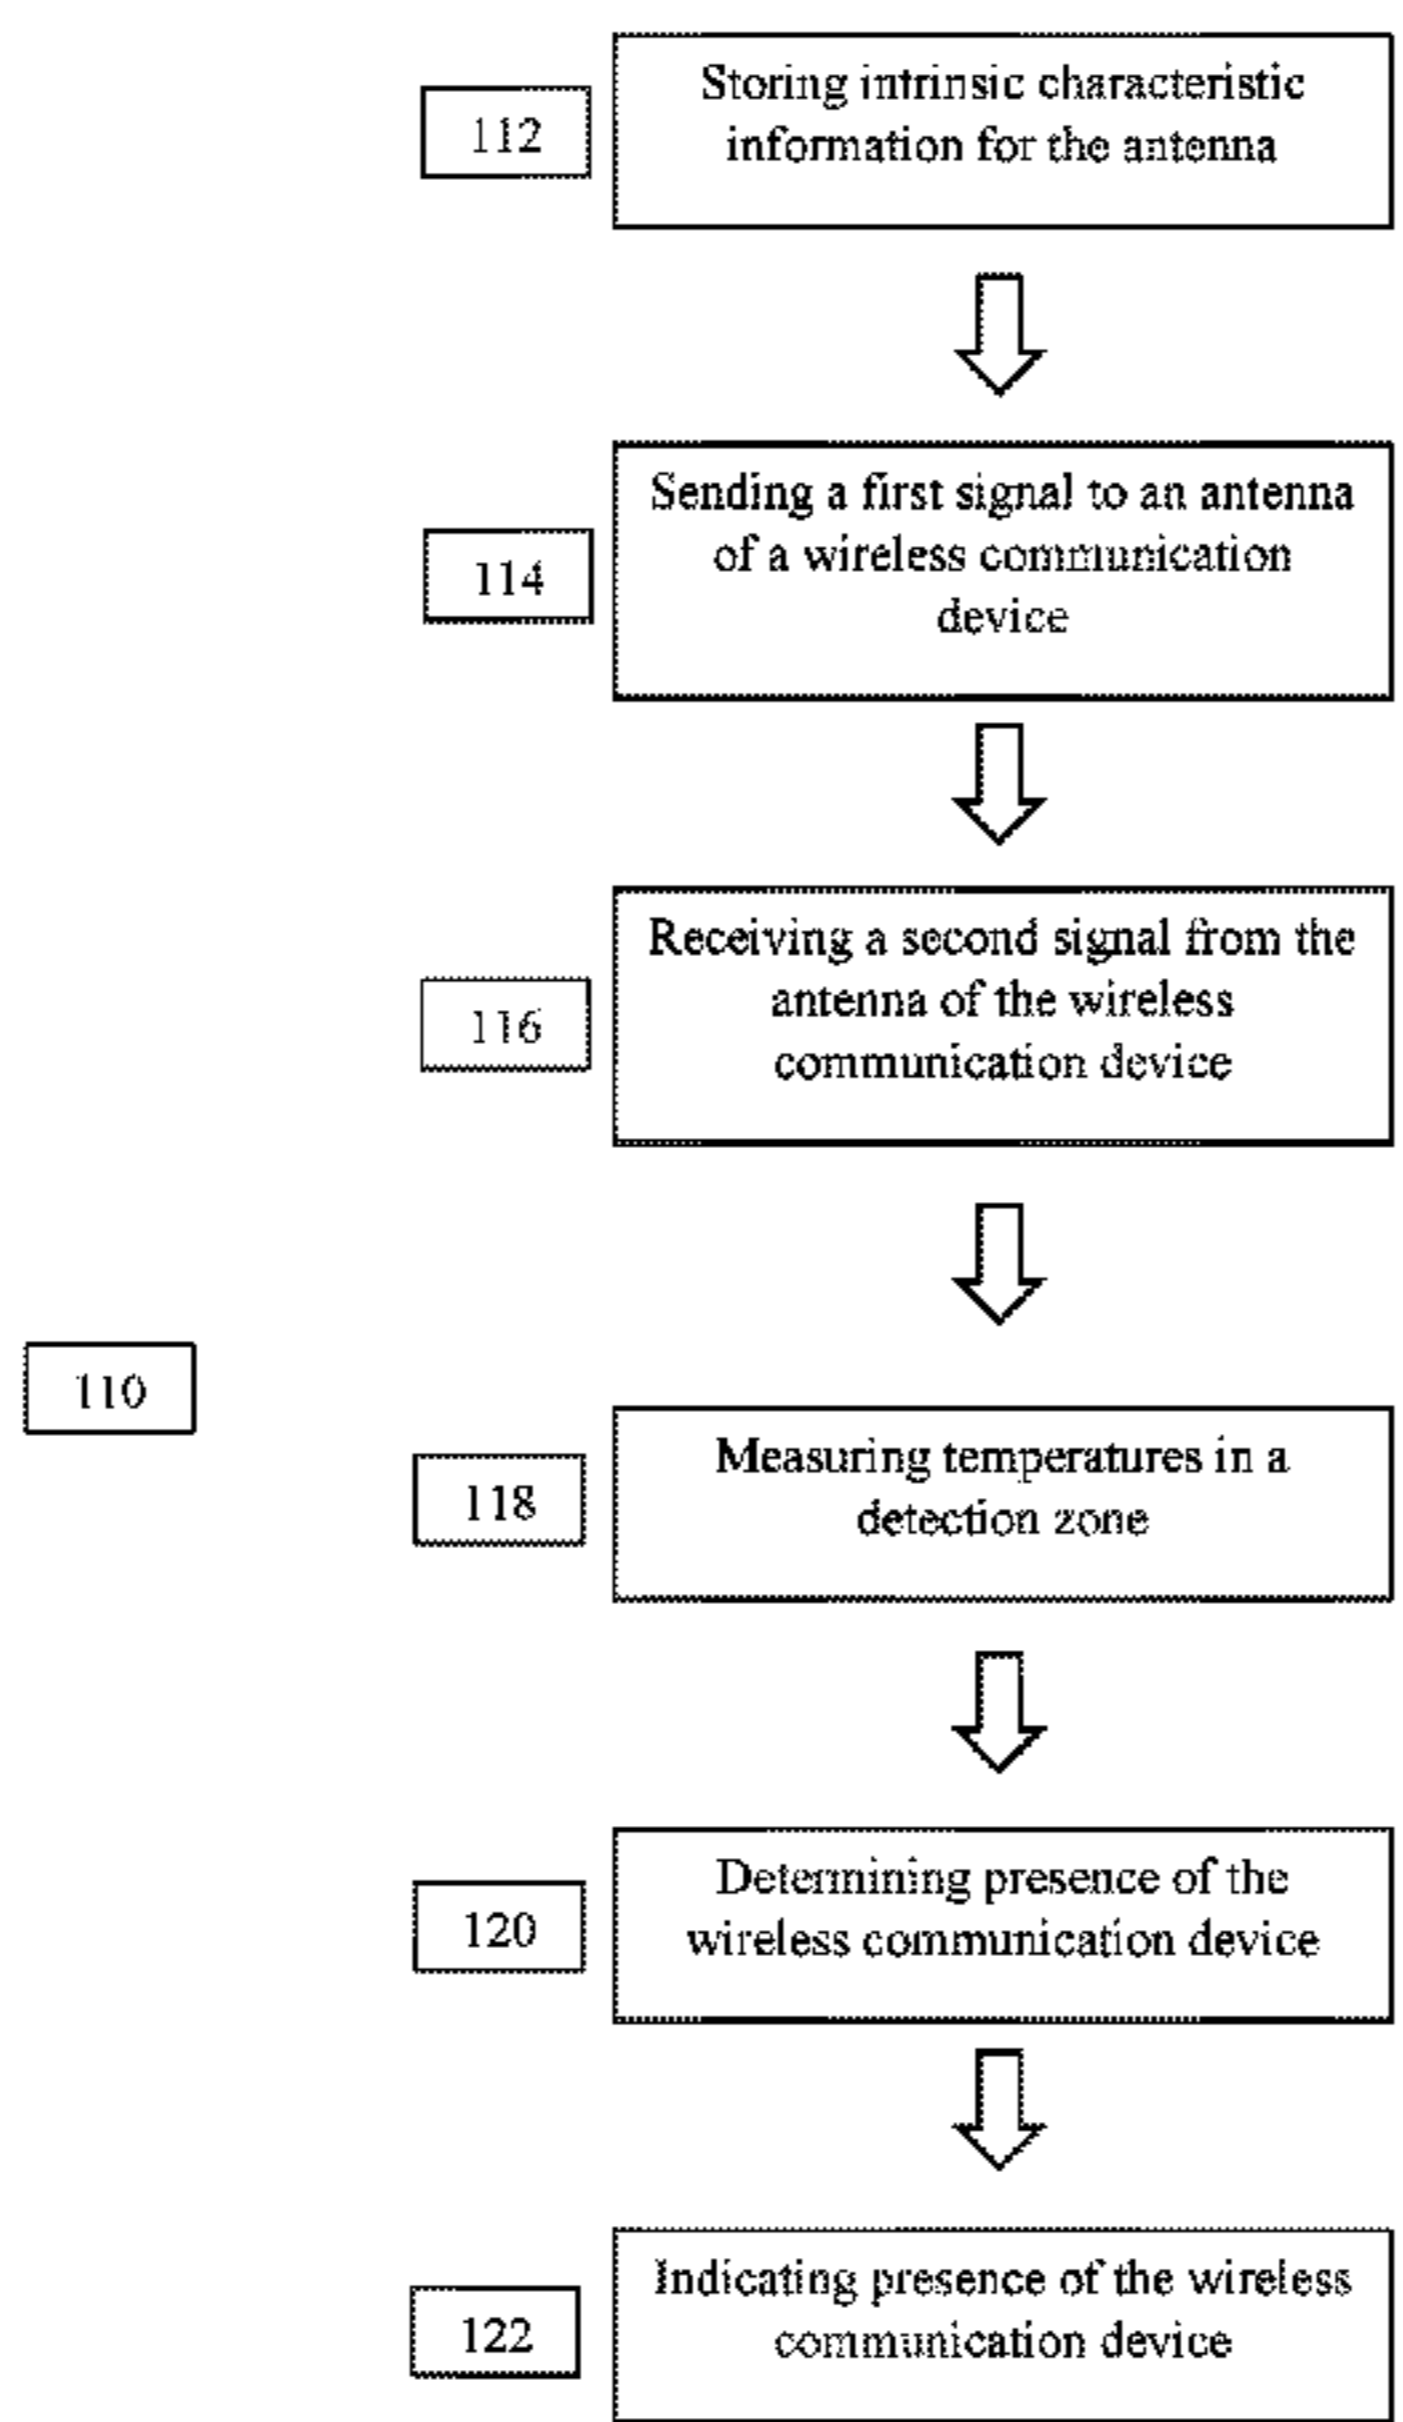 112
Storing intrinsic characteristic
information for the antenna
114
Sending a first signal to an antenna
of a wireless communication
device
116
Receiving a second signal from the
antenna of the wireless
communication device
110
118
Measuring temperatures in a
detection zone
120
Determining presence of the
wireless communication device
122
Indicating presence of the wireless
communication device